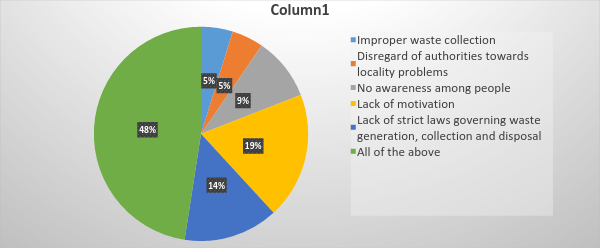 Column1
5%
5%
9%
19%
14%
48%
Improper waste collection
Disregard of authorities towards
locality problems
No awareness among people
Lack of motivation
Lack of strict laws governing waste
generation, collection and disposal
All of the above